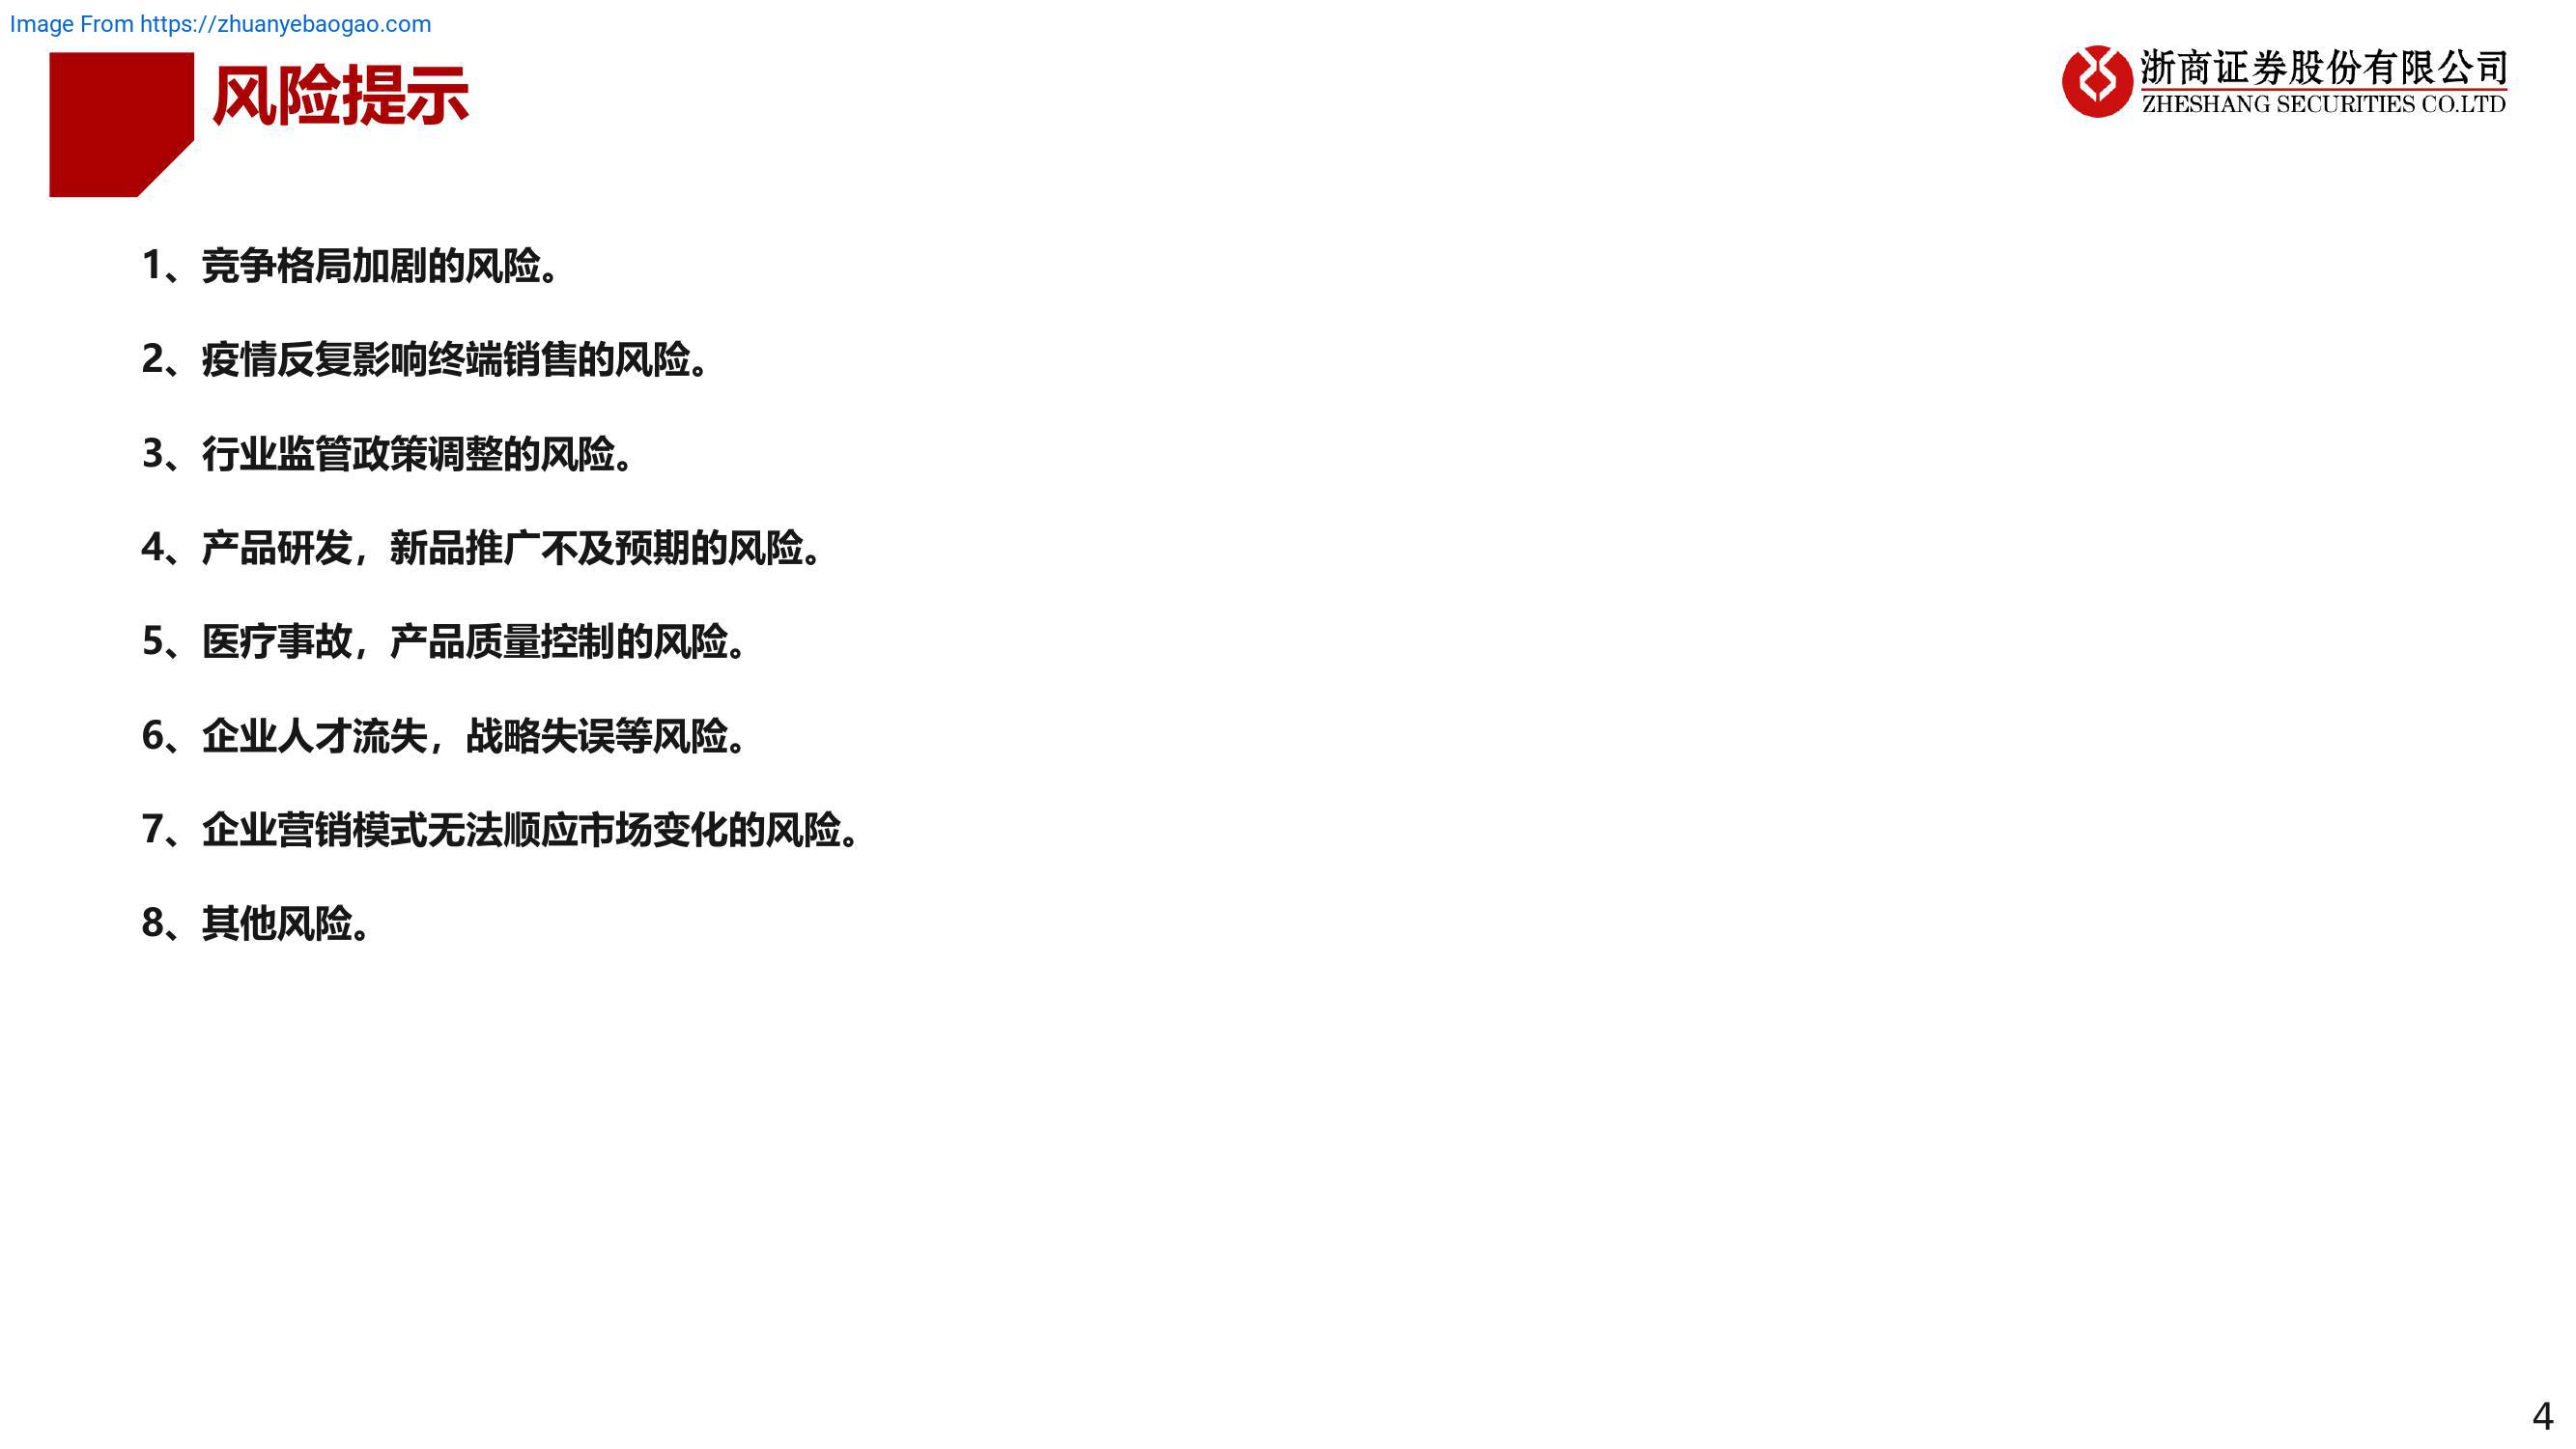 Image From https://zhuanyebaogao.com
风险提示
浙商证券股份有限公司
ZHESHANG SECURITIES CO.LTD
1、竞争格局加剧的风险。
2、疫情反复影响终端销售的风险。
3、行业监管政策调整的风险。
4、产品研发，新品推广不及预期的风险。
5、医疗事故，产品质量控制的风险。
6、企业人才流失，战略失误等风险。
7、企业营销模式无法顺应市场变化的风险。
8、其他风险。
4